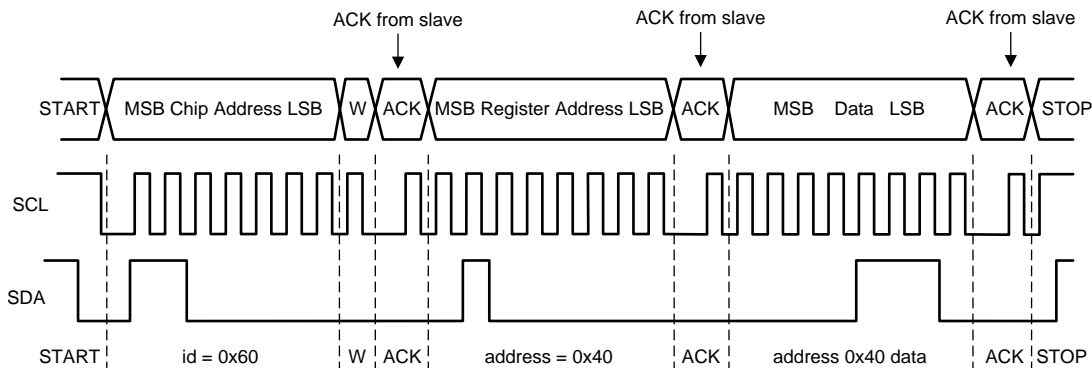 ACK from slave ACK from slave ACK from slave
START MSB Chip Address LSB W ACK MSB Register Address LSB ACK MSB Data LSB ACK STOP
SCL
SDA
START id = 0x60 W ACK address = 0x40 ACK address 0x40 data ACK STOP